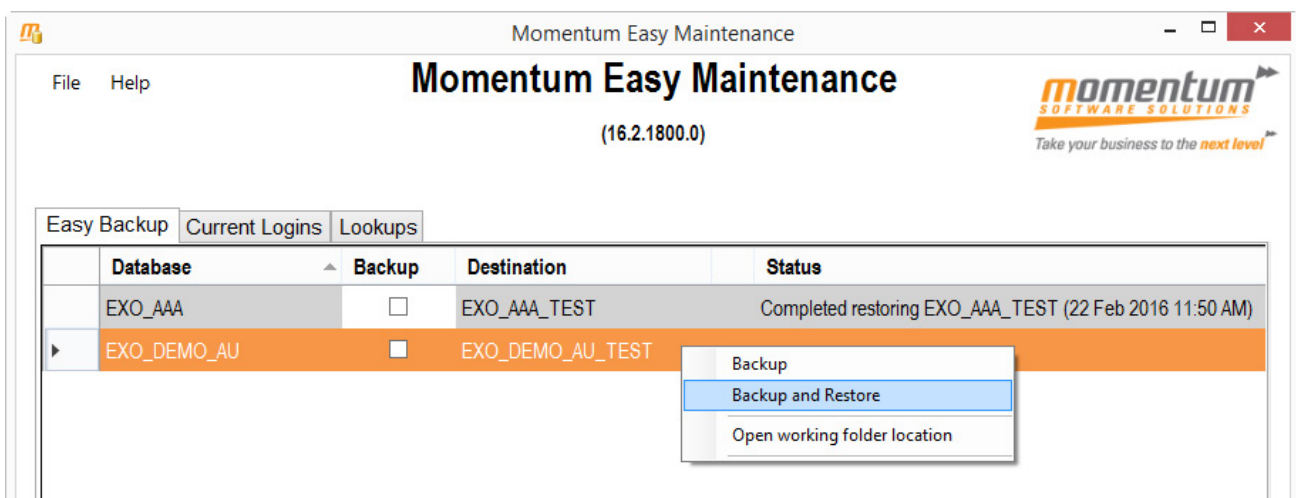 Momentum Easy Maintenance
File Help
Momentum Easy Maintenance
(16.2.1800.0)
momentum
SOFTWARE SOLUTIONS
Take your business to the next level
Easy Backup Current Logins Lookups
Database Backup Destination Status
EXO_AAA EXO_AAA_TEST Completed restoring EXO_AAA_TEST (22 Feb 2016 11:50 AM)
EXO_DEMO_AU EXO_DEMO_AU_TEST
Backup
Backup and Restore
Open working folder location